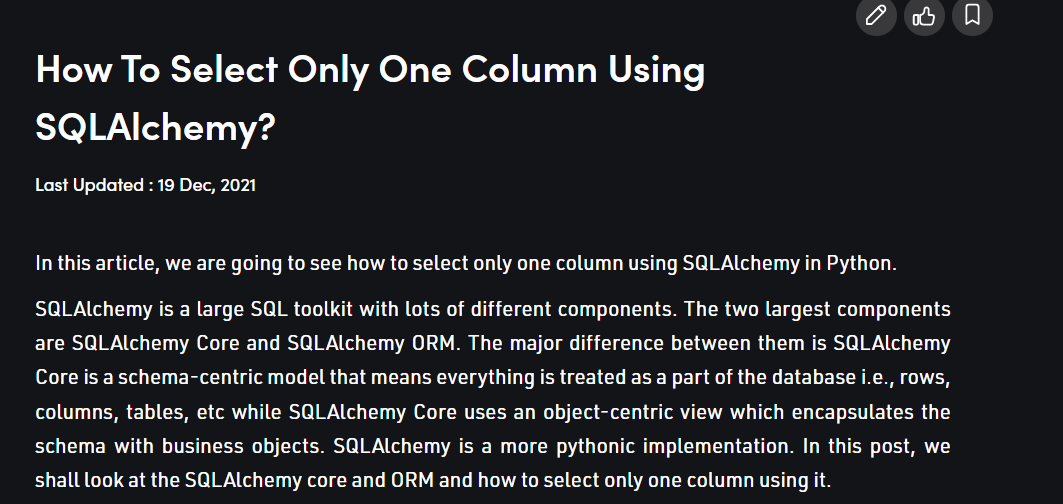 How To Select Only One Column Using
SQLAlchemy?
Last Updated : 19 Dec, 2021
In this article, we are going to see how to select only one column using SQLAlchemy in Python.
SQLAlchemy is a large SQL toolkit with lots of different components. The two largest components
are SQLAlchemy Core and SQLAlchemy ORM. The major difference between them is SQLAlchemy
Core is a schema-centric model that means everything is treated as a part of the database i.e., rows,
columns, tables, etc while SQLAlchemy Core uses an object-centric view which encapsulates the
schema with business objects. SQLAlchemy is a more pythonic implementation. In this post, we
shall look at the SQLAlchemy core and ORM and how to select only one column using it.